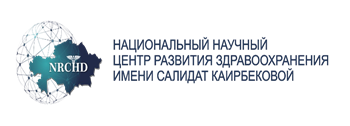 NRCHD
НАЦИОНАЛЬНЫЙ НАУЧНЫЙ
ЦЕНТР РАЗВИТИЯ ЗДРАВООХРАНЕНИЯ
ИМЕНИ САЛИДАТ КАИРБЕКОВОЙ